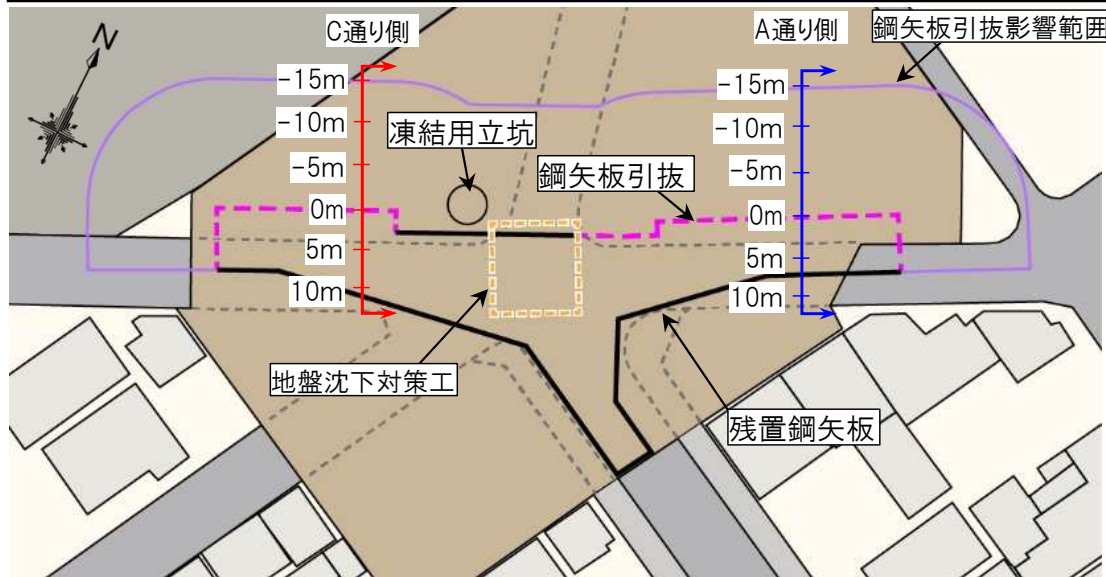 C通り側
A通り側
鋼矢板引抜影響範囲
N
-15m
-10m
-5m
0m
5m
10m
-15m
-10m
-5m
0m
5m
10m
凍結用立坑
鋼矢板引抜
地盤沈下対策工
残置鋼矢板